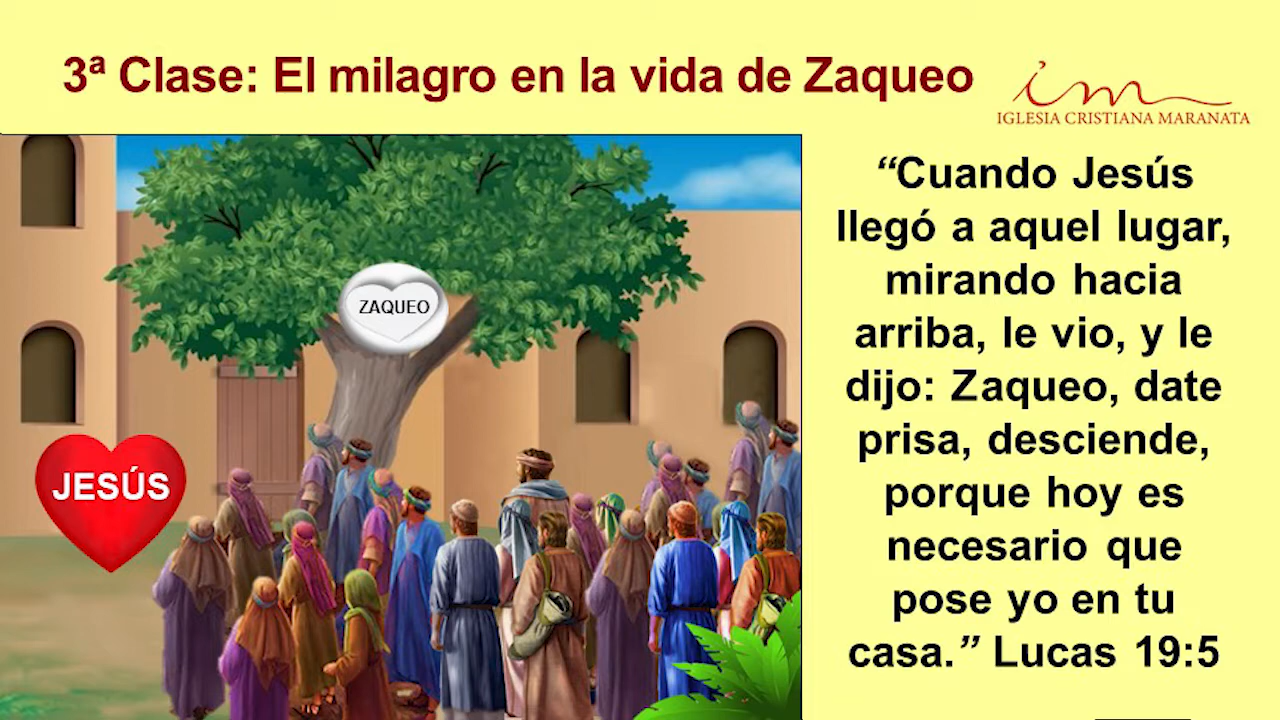 3ª Clase: El milagro en la vida de Zaqueo
im
IGLESIA CRISTIANA MARANATA
ZAQUEO
JESÚS
“Cuando Jesús
llegó a aquel lugar,
mirando hacia
arriba, le vio, y le
dijo: Zaqueo, date
prisa, desciende,
porque hoy es
necesario que
pose yo en tu
casa.” Lucas 19:5